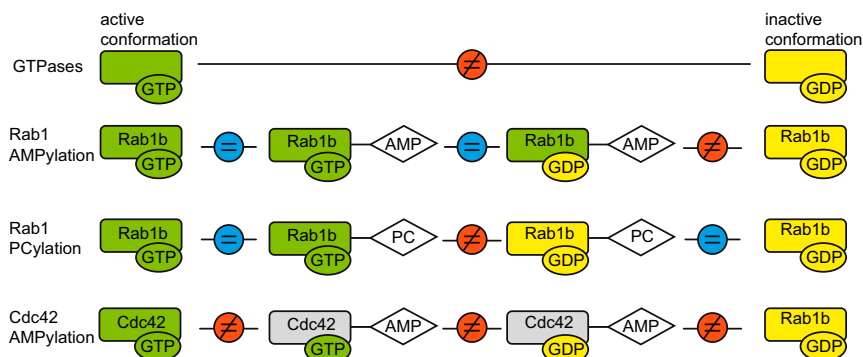 active conformation
inactive conformation
GTPases
GTP
≠
GDP
Rab1 AMPylation
Rab1b GTP
=
Rab1b GTP
AMP
=
Rab1b GDP
AMP
≠
Rab1b GDP
Rab1 PCylation
Rab1b GTP
=
Rab1b GTP
PC
≠
Rab1b GDP
PC
=
Rab1b GDP
Cdc42 AMPylation
Cdc42 GTP
≠
Cdc42 GTP
AMP
≠
Cdc42 GDP
AMP
≠
Rab1b GDP